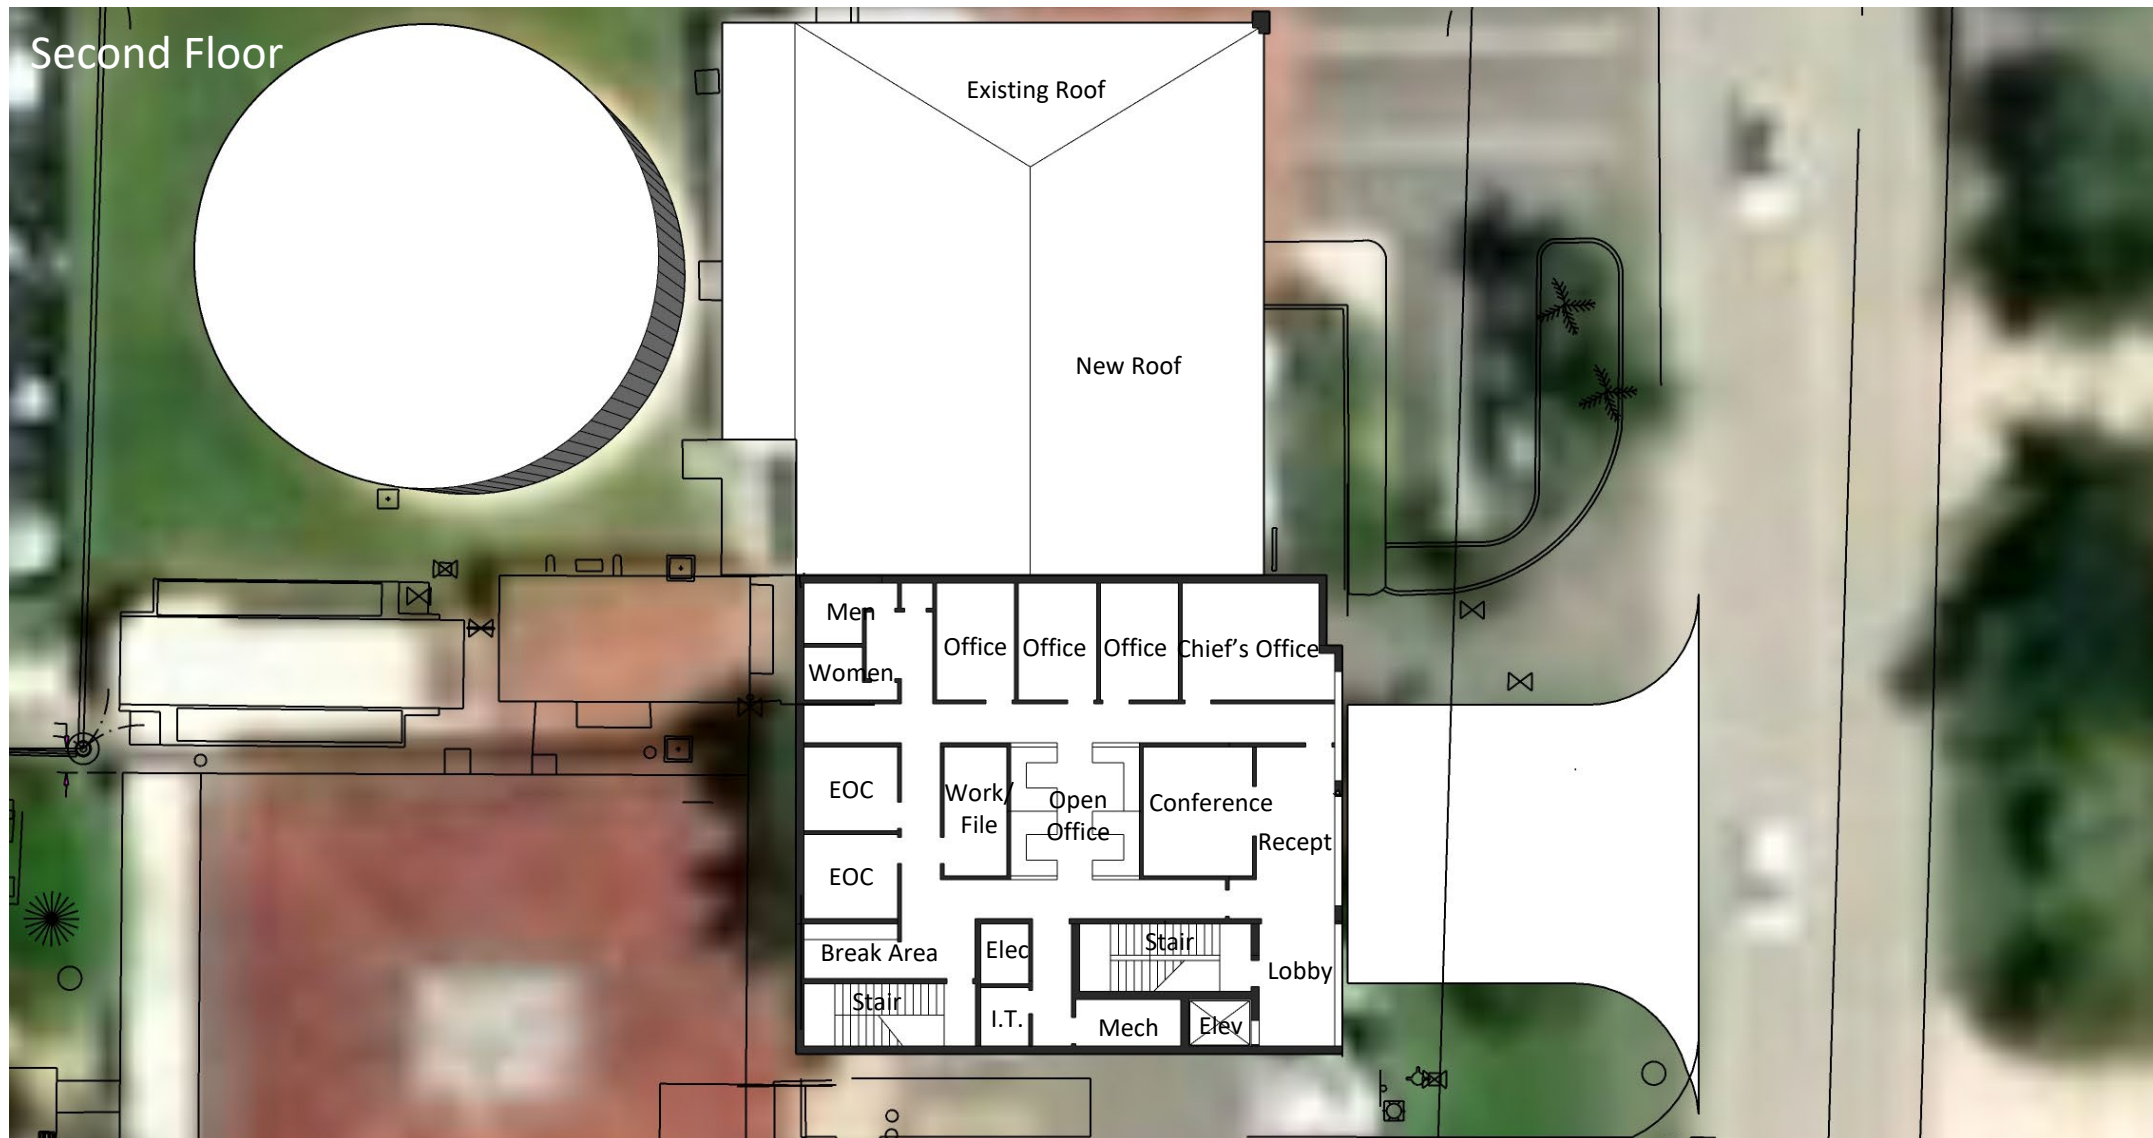 Second Floor
Existing Roof
New Roof
Men
Women
Office
Office
Office
Chief's Office
EOC
Work/
File
Open
Office
Conference
Recept
EOC
Break Area
Elec
Stair
Lobby
Stair
I.T.
Mech
Elev